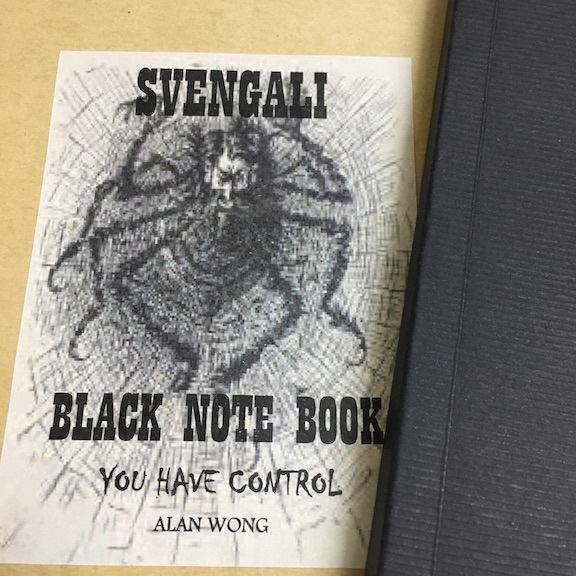 SVENGALI
BLACK NOTE BOOK
YOU HAVE CONTROL
ALAN WONG